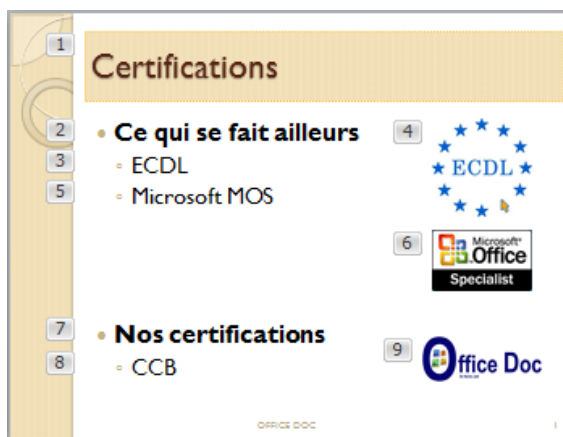 1
Certifications
2
Ce qui se fait ailleurs
3
ECDL
4
ECDL
5
Microsoft MOS
6
Microsoft
Office
Specialist
7
Nos certifications
8
CCB
9
Office Doc
OFFICE DOC